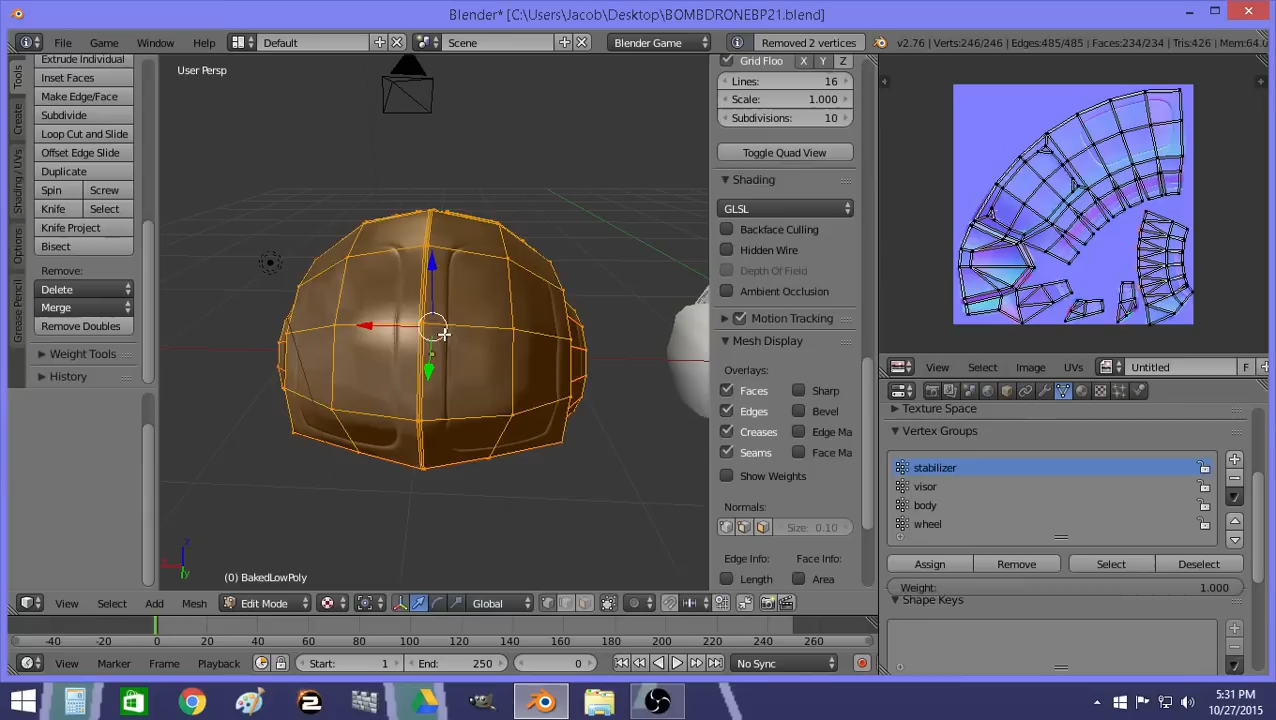 Blender* [C:\Users\Jacob\Desktop\BOMBDRONEBP21.blend]
File Game Window Help Default Scene Blender Game Removed 2 vertices v2.76 | Verts:246/246 | Edges:485/485 | Faces:234/234 | Tris:426 | Mem:64.0
Tools
Create
Shading / UVs
Options
Grease Pencil
Extrude Individual
Inset Faces
Make Edge/Face
Subdivide
Loop Cut and Slide
Offset Edge Slide
Duplicate
Spin Screw
Knife Select
Knife Project
Bisect
Remove:
Delete
Merge
Remove Doubles
Weight Tools
History
User Persp
(0) BakedLowPoly
Grid Floo X Y Z
Lines: 16
Scale: 1.000
Subdivisions: 10
Toggle Quad View
Shading
GLSL
Backface Culling
Hidden Wire
Depth Of Field
Ambient Occlusion
Motion Tracking
Mesh Display
Overlays:
Faces Sharp
Edges Bevel
Creases Edge Ma
Seams Face Ma
Show Weights
Normals:
Size: 0.10
Edge Info: Face Info:
Length Area
View Select Image UVs Untitled F
Texture Space
Vertex Groups
stabilizer
visor
body
wheel
Assign Remove Select Deselect
Weight: 1.000
Shape Keys
View Select Add Mesh Edit Mode Global
-40 -20 0 20 40 60 80 100 120 140 160 180 200 220 240 260
View Marker Frame Playback Start: 1 End: 250 0 No Sync
5:31 PM
10/27/2015